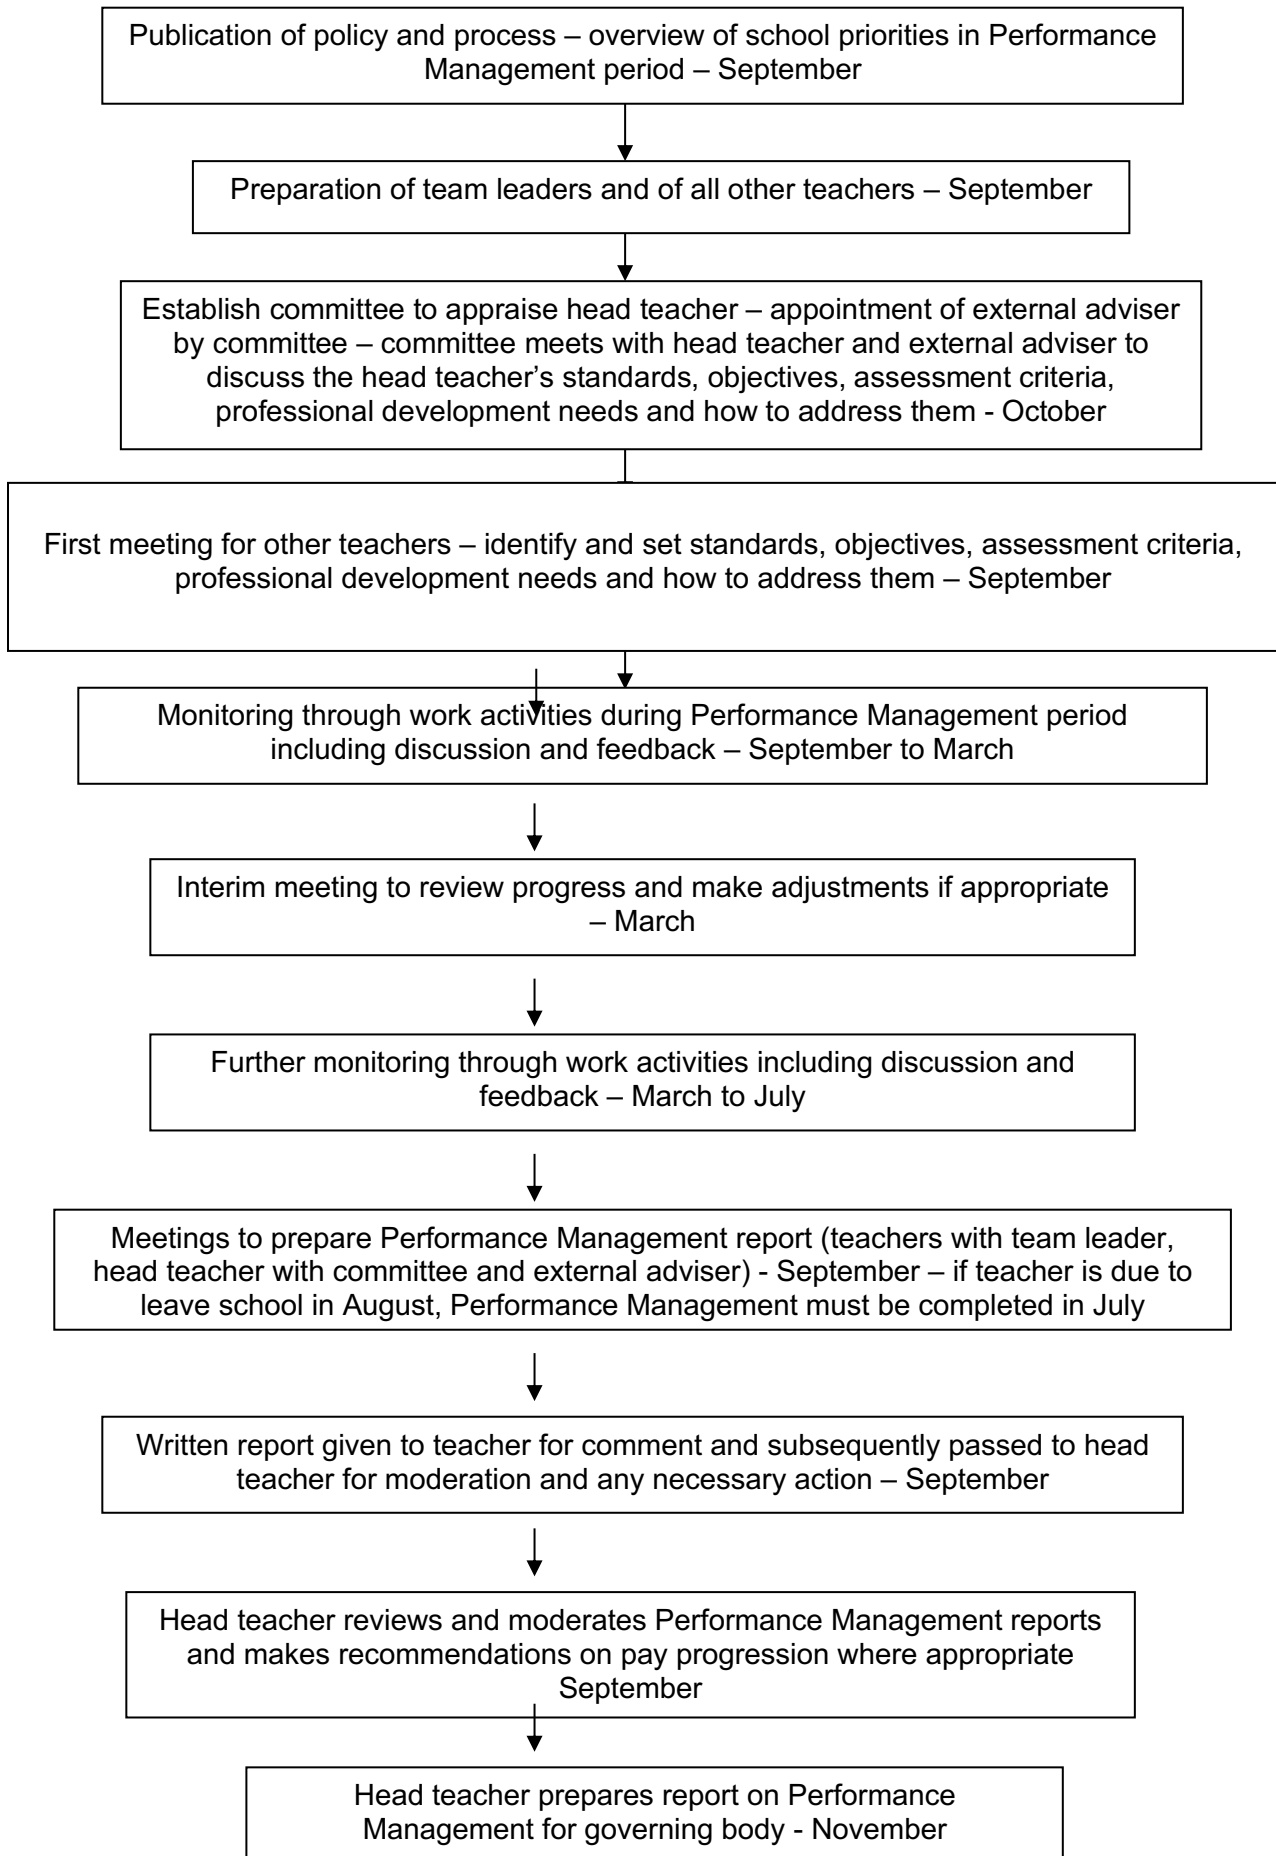 Publication of policy and process – overview of school priorities in Performance
Management period – September
Preparation of team leaders and of all other teachers – September
Establish committee to appraise head teacher – appointment of external adviser
by committee – committee meets with head teacher and external adviser to
discuss the head teacher’s standards, objectives, assessment criteria,
professional development needs and how to address them - October
First meeting for other teachers – identify and set standards, objectives, assessment criteria,
professional development needs and how to address them – September
Monitoring through work activities during Performance Management period
including discussion and feedback – September to March
Interim meeting to review progress and make adjustments if appropriate
– March
Further monitoring through work activities including discussion and
feedback – March to July
Meetings to prepare Performance Management report (teachers with team leader,
head teacher with committee and external adviser) - September – if teacher is due to
leave school in August, Performance Management must be completed in July
Written report given to teacher for comment and subsequently passed to head
teacher for moderation and any necessary action – September
Head teacher reviews and moderates Performance Management reports
and makes recommendations on pay progression where appropriate
September
Head teacher prepares report on Performance
Management for governing body - November